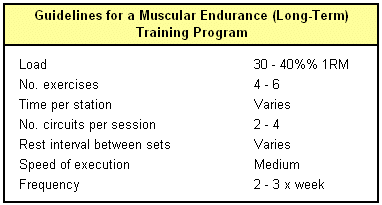 Guidelines for a Muscular Endurance (Long-Term)
Training Program
Load 30 - 40%% 1RM
No. exercises 4 - 6
Time per station Varies
No. circuits per session 2 - 4
Rest interval between sets Varies
Speed of execution Medium
Frequency 2 - 3 x week